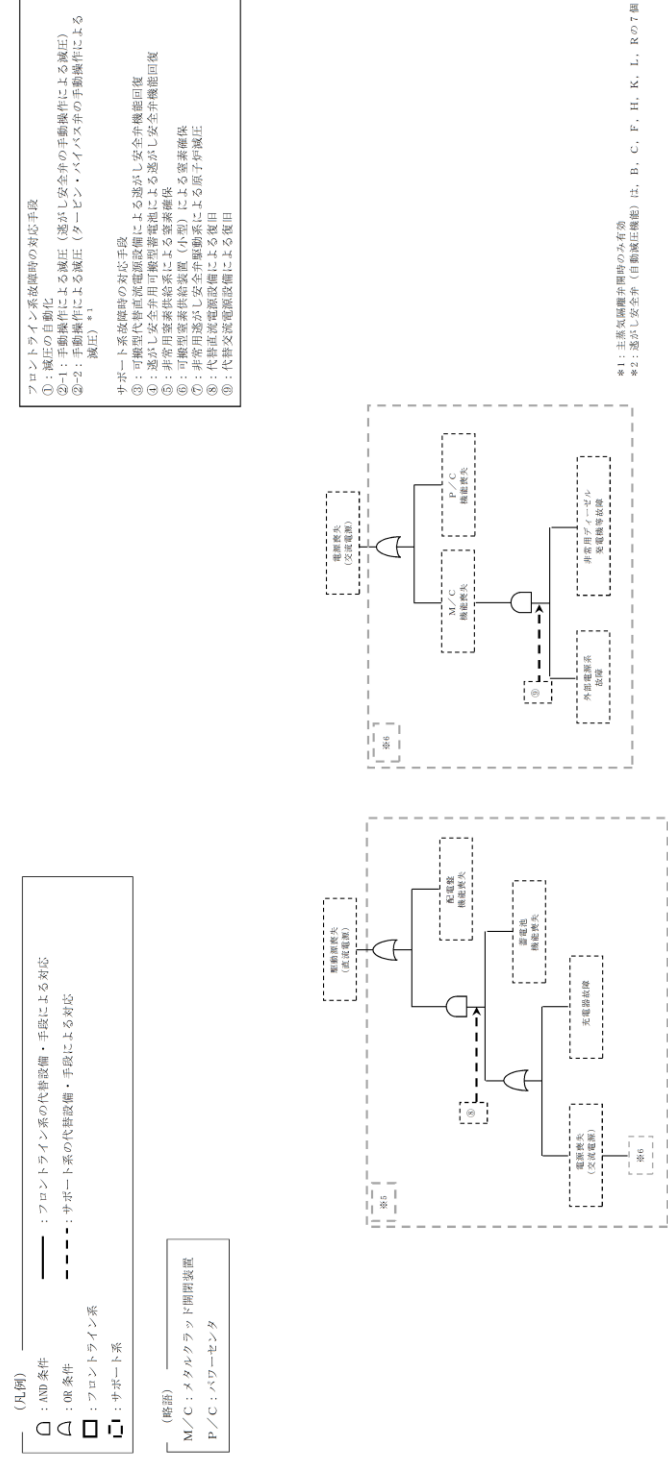 (凡例)
：AND 条件
：OR 条件
：フロントライン系
：サポート系
：フロントライン系の代替設備・手段による対応
：サポート系の代替設備・手段による対応
(略語)
M／C：メタルクラッド開閉装置
P／C：パワーセンタ
フロントライン系故障時の対応手段
①：減圧の自動化
②-1：手動操作による減圧（逃がし安全弁の手動操作による減圧）
②-2：手動操作による減圧（タービン・バイパス弁の手動操作による
減圧）*1
サポート系故障時の対応手段
③：可搬型代替直流電源設備による逃がし安全弁機能回復
④：逃がし安全弁用可搬型蓄電池による逃がし安全弁機能回復
⑤：非常用窒素供給系による窒素確保
⑥：可搬型窒素供給装置（小型）による窒素確保
⑦：非常用逃がし安全弁駆動系による原子炉減圧
⑧：代替直流電源設備による復旧
⑨：代替交流電源設備による復旧
※5
駆動源喪失
（直流電源）
配電盤
機能喪失
⑧
蓄電池
機能喪失
電源喪失
（交流電源）
充電器故障
※6
※6
電源喪失
（交流電源）
M／C
機能喪失
P／C
機能喪失
⑨
外部電源系
故障
非常用ディーゼル
発電機等故障
*1：主蒸気隔離弁開時のみ有効
*2：逃がし安全弁（自動減圧機能）は，B，C，F，H，K，L，Rの7個